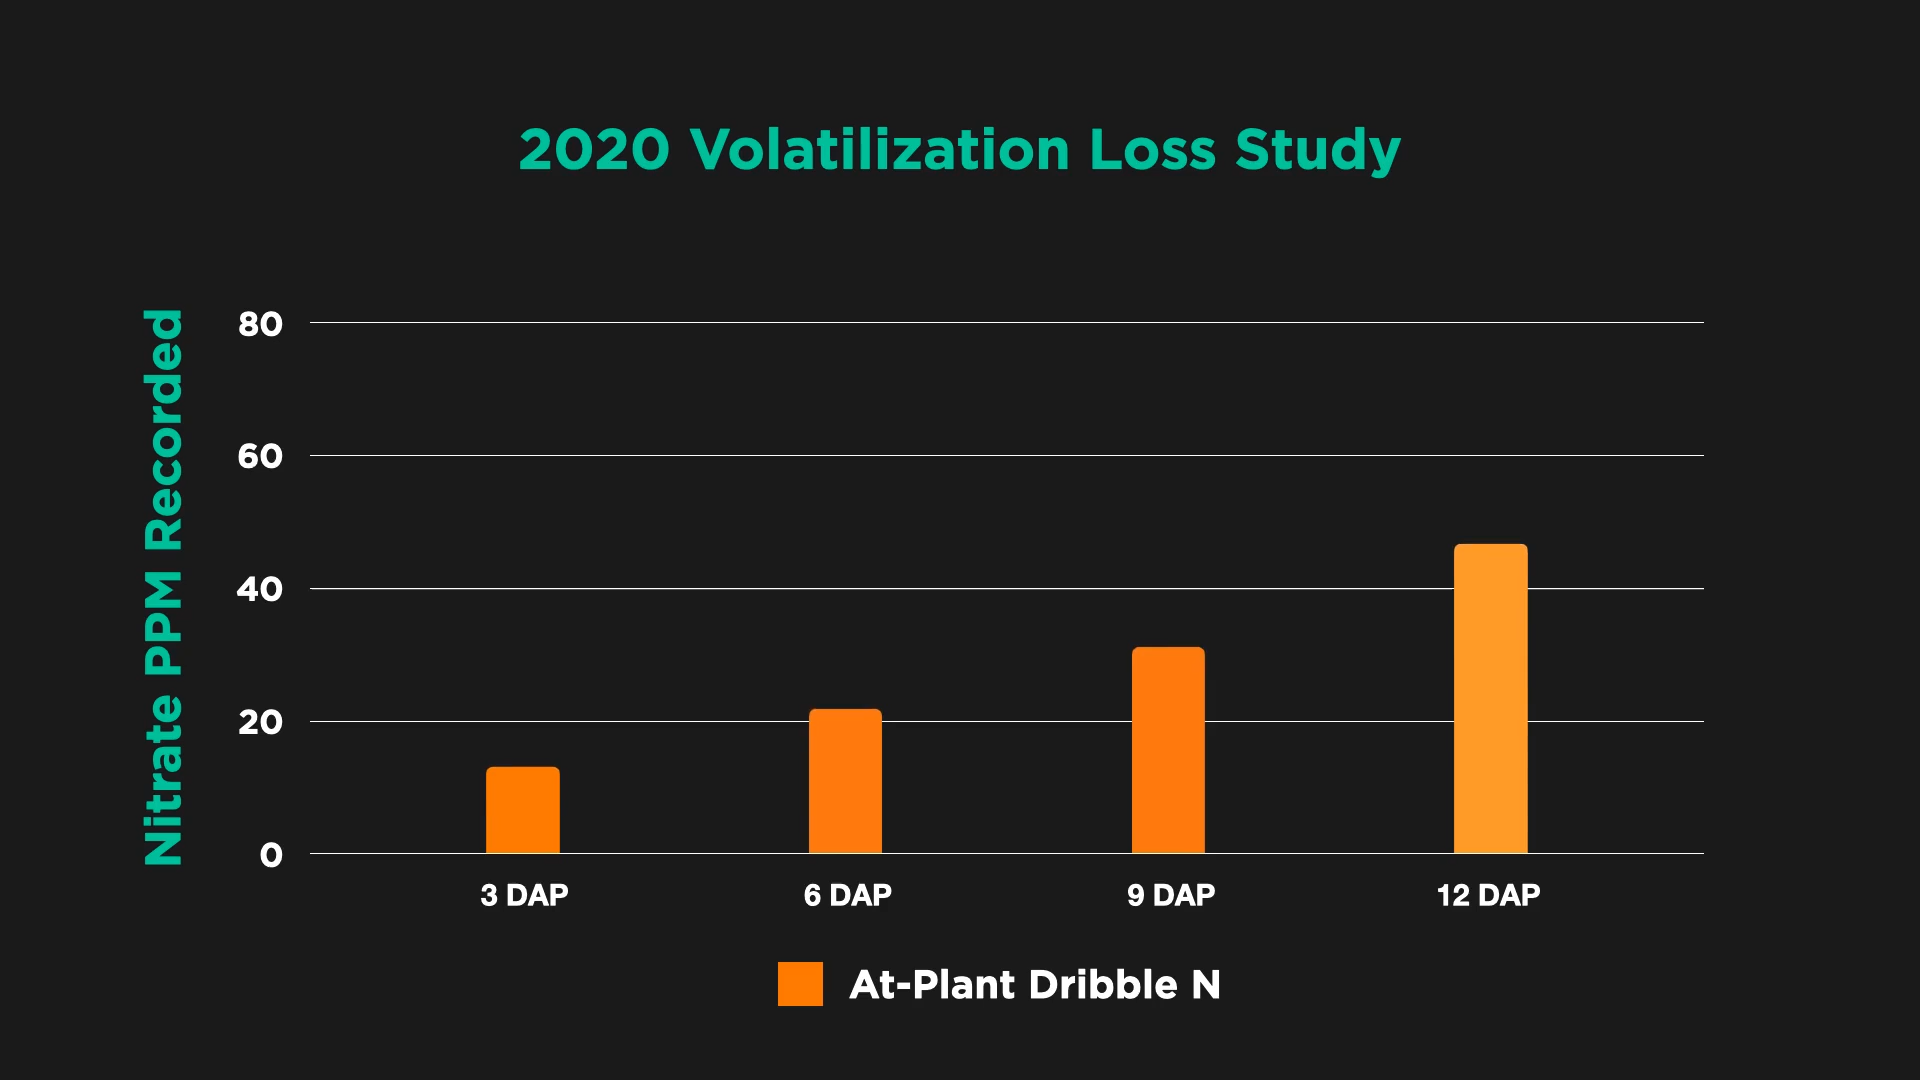 2020 Volatilization Loss Study
Nitrate PPM Recorded
80
60
40
20
0
3 DAP
6 DAP
9 DAP
12 DAP
At-Plant Dribble N